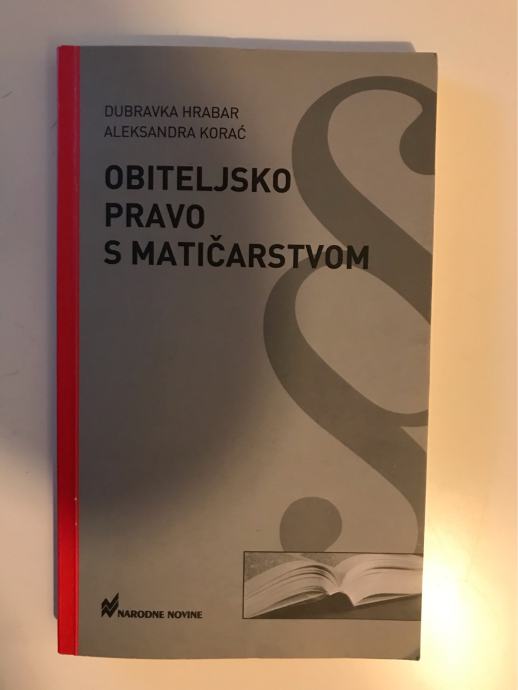 DUBRAVKA HRABAR
ALEKSANDRA KORAĆ
OBITELJSKO
PRAVO
S MATIČARSTVOM
§
NARODNE NOVINE